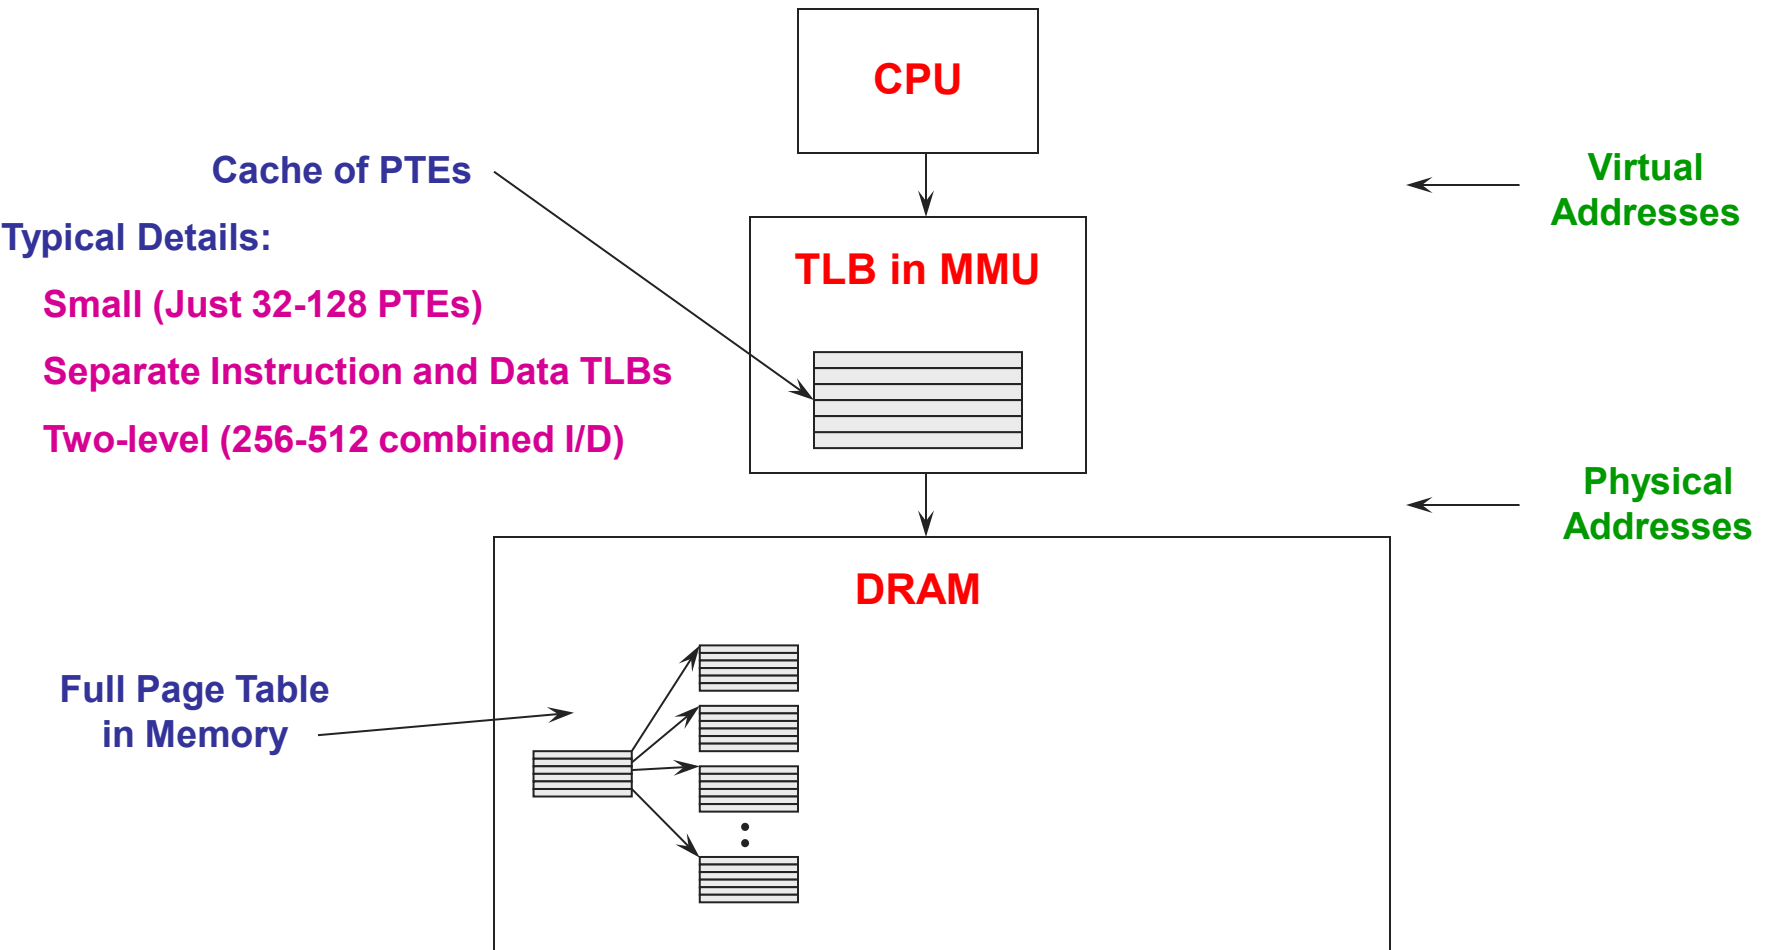 CPU
Cache of PTEs
Virtual
Addresses
Typical Details:
TLB in MMU
Small (Just 32-128 PTEs)
Separate Instruction and Data TLBs
Two-level (256-512 combined I/D)
Physical
Addresses
DRAM
Full Page Table
in Memory